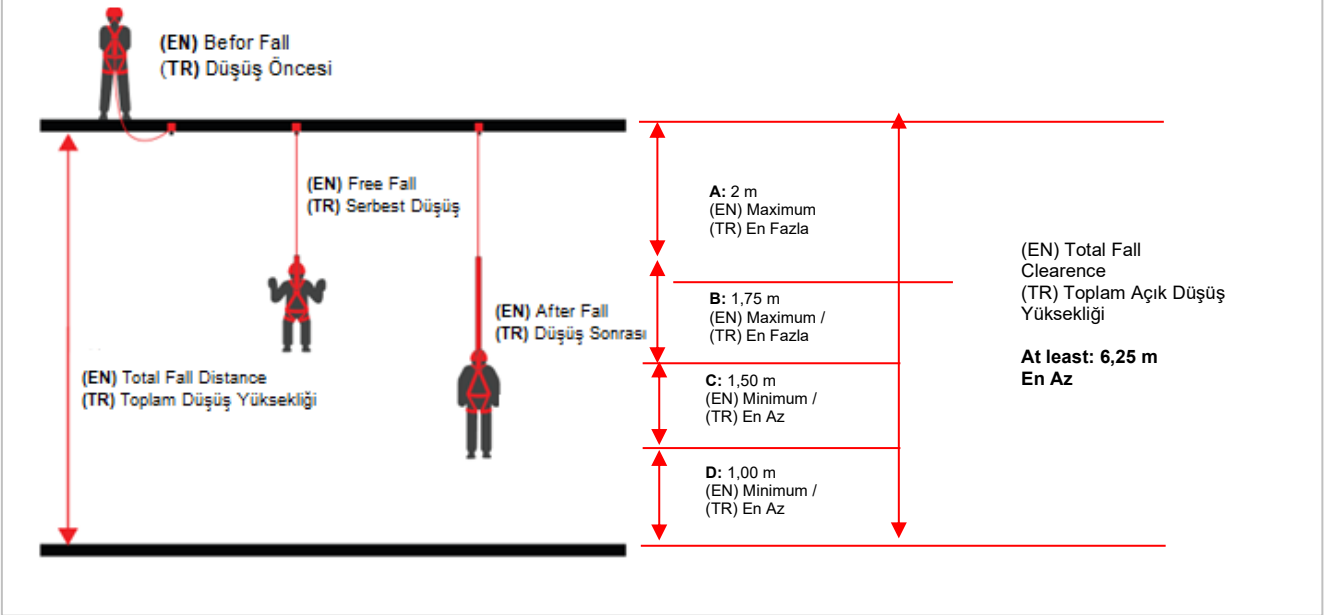 (EN) Befor Fall
(TR) Düşüş Öncesi
(EN) Free Fall
(TR) Serbest Düşüş
(EN) After Fall
(TR) Düşüş Sonrası
(EN) Total Fall Distance
(TR) Toplam Düşüş Yüksekliği
A: 2 m
(EN) Maximum
(TR) En Fazla
B: 1,75 m
(EN) Maximum /
(TR) En Fazla
C: 1,50 m
(EN) Minimum /
(TR) En Az
D: 1,00 m
(EN) Minimum /
(TR) En Az
(EN) Total Fall
Clearence
(TR) Toplam Açık Düşüş
Yüksekliği
At least: 6,25 m
En Az